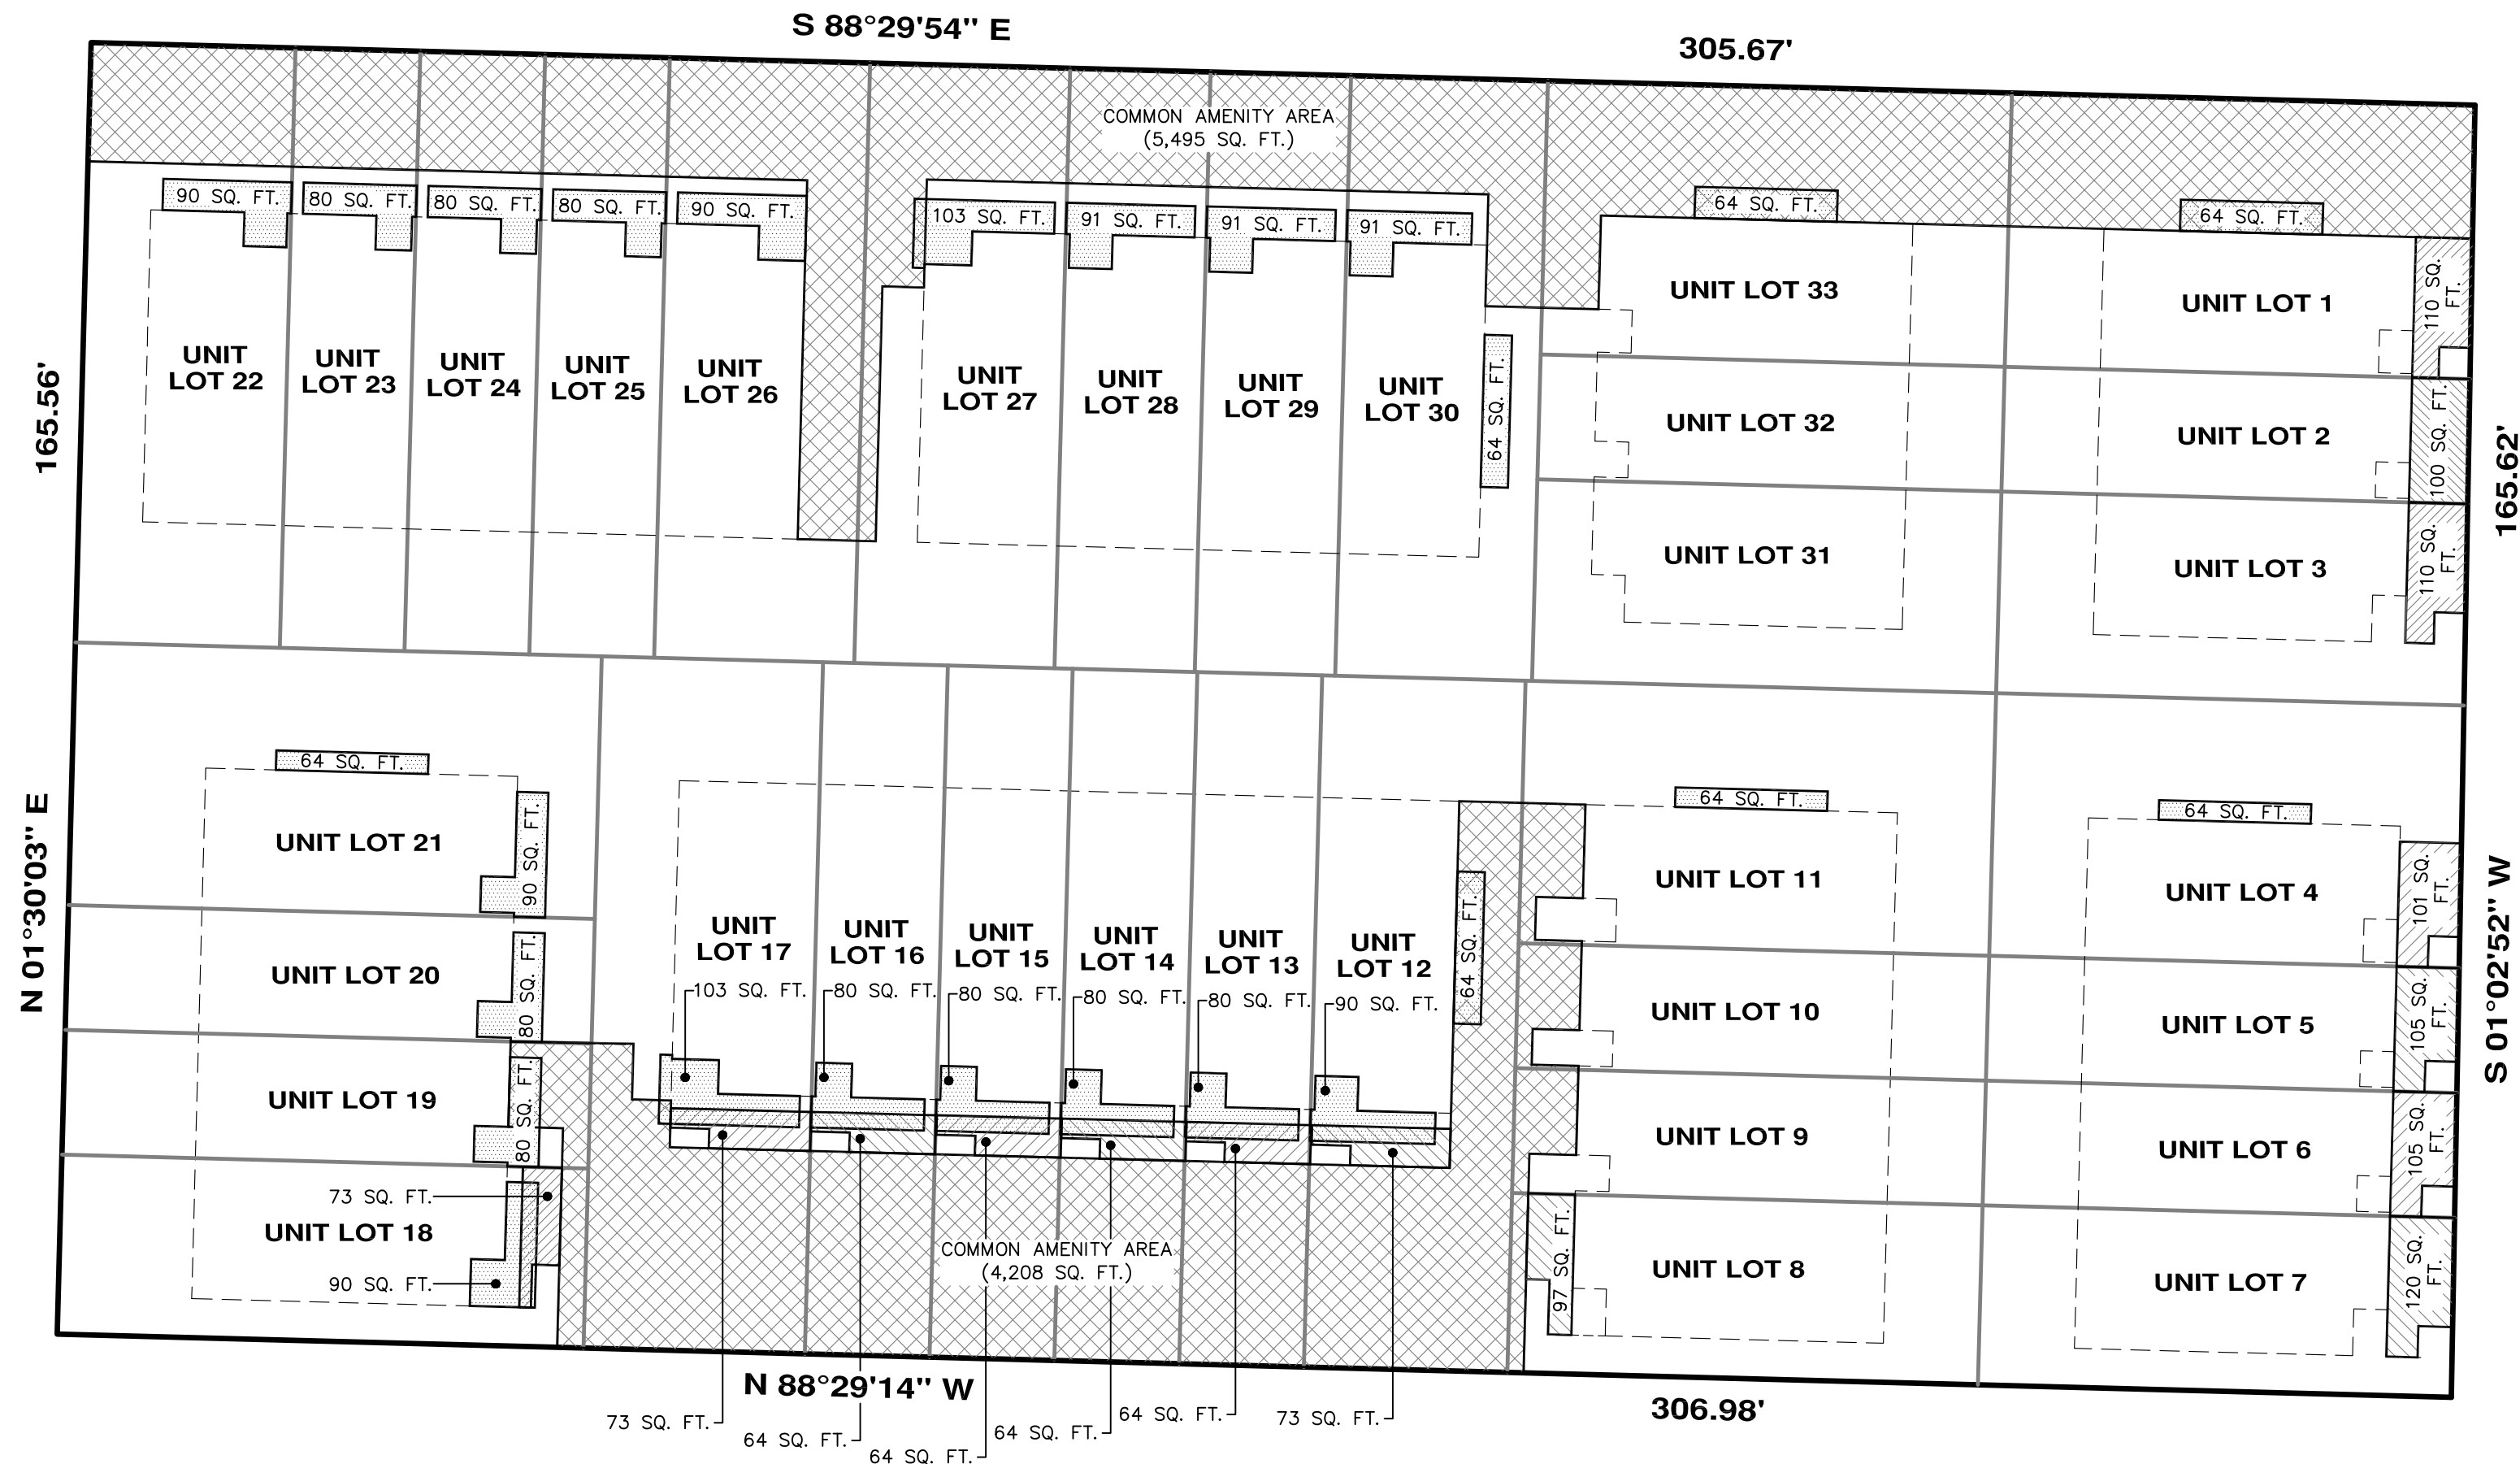 S 88°29'54" E
305.67'
COMMON AMENITY AREA
(5,495 SQ. FT.)
90 SQ. FT.
80 SQ. FT.
80 SQ. FT.
80 SQ. FT.
90 SQ. FT.
103 SQ. FT.
91 SQ. FT.
91 SQ. FT.
91 SQ. FT.
64 SQ. FT.
64 SQ. FT.
UNIT
LOT 22
UNIT
LOT 23
UNIT
LOT 24
UNIT
LOT 25
UNIT
LOT 26
UNIT
LOT 27
UNIT
LOT 28
UNIT
LOT 29
UNIT
LOT 30
64 SQ. FT.
UNIT LOT 33
UNIT LOT 1
110 SQ.
FT.
UNIT LOT 32
UNIT LOT 2
100 SQ. FT.
UNIT LOT 31
UNIT LOT 3
110 SQ.
FT.
165.56'
165.62'
64 SQ. FT.
UNIT LOT 21
90 SQ. FT.
UNIT LOT 20
80 SQ. FT.
UNIT LOT 19
80 SQ. FT.
73 SQ. FT.
UNIT LOT 18
90 SQ. FT.
N 01°30'03" E
UNIT
LOT 17
UNIT
LOT 16
UNIT
LOT 15
UNIT
LOT 14
UNIT
LOT 13
UNIT
LOT 12
103 SQ. FT.
80 SQ. FT.
80 SQ. FT.
80 SQ. FT.
80 SQ. FT.
90 SQ. FT.
64 SQ. FT.
64 SQ. FT.
64 SQ. FT.
UNIT LOT 11
UNIT LOT 4
101 SQ.
FT.
UNIT LOT 10
UNIT LOT 5
105 SQ.
FT.
UNIT LOT 9
UNIT LOT 6
105 SQ.
FT.
97 SQ. FT.
UNIT LOT 8
UNIT LOT 7
120 SQ.
FT.
S 01°02'52" W
COMMON AMENITY AREA
(4,208 SQ. FT.)
N 88°29'14" W
306.98'
73 SQ. FT.
64 SQ. FT.
64 SQ. FT.
64 SQ. FT.
64 SQ. FT.
73 SQ. FT.